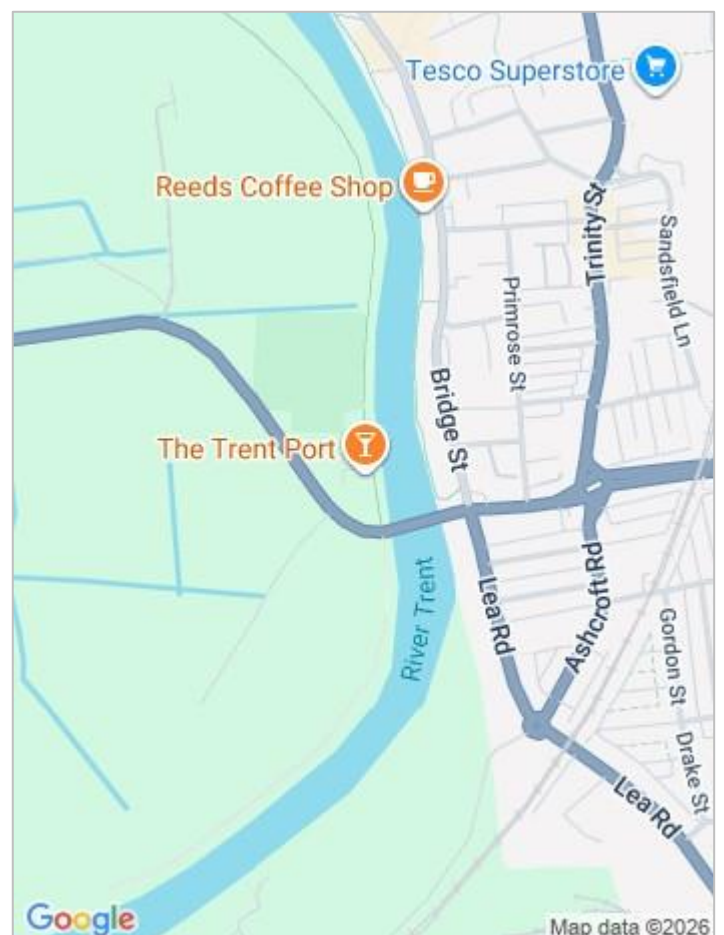 Tesco Superstore
Reeds Coffee Shop
Trinity St
Sandsfield Ln
Primrose St
Bridge St
The Trent Port
River Trent
Lea Rd
Ashcroft Rd
Gordon St
Drake St
Lea Rd
Google
Map data ©2026